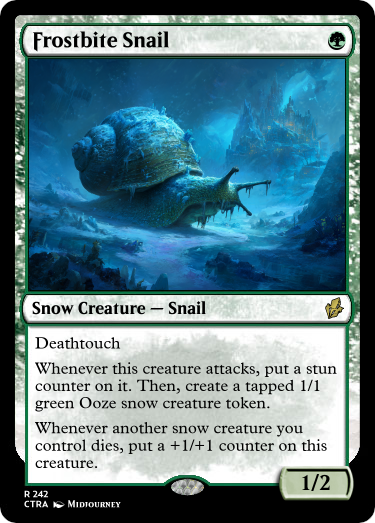 Frostbite Snail
Snow Creature — Snail
Deathtouch
Whenever this creature attacks, put a stun
counter on it. Then, create a tapped 1/1
green Ooze snow creature token.
Whenever another snow creature you
control dies, put a +1/+1 counter on this
creature.
1/2
R 242
CTRA Midjourney